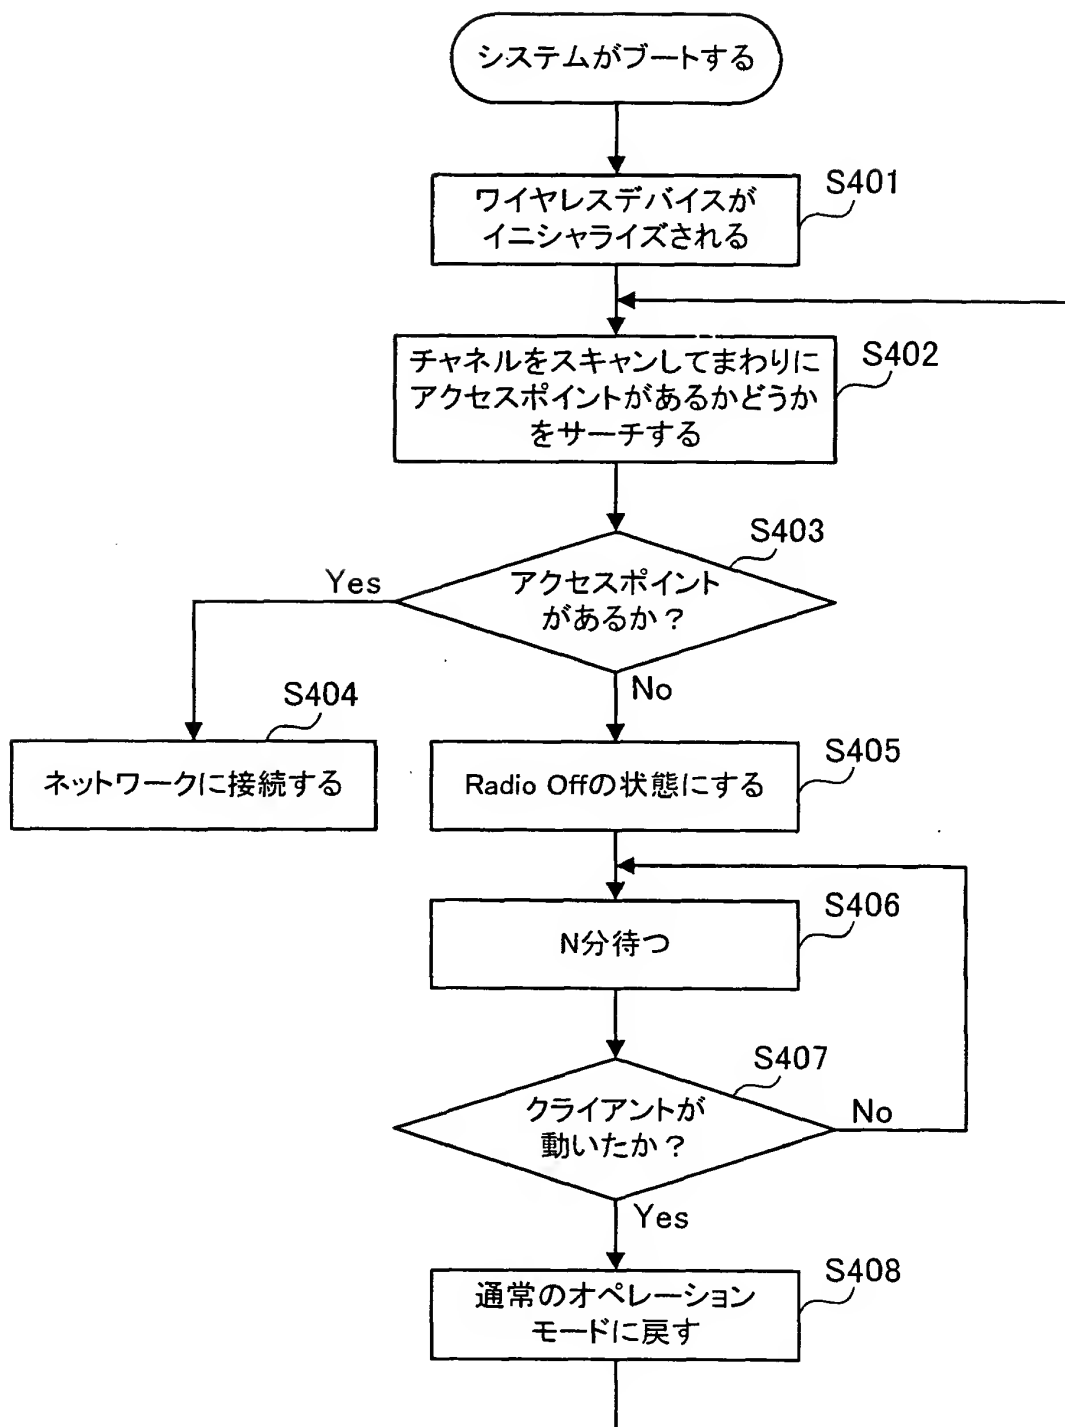 システムがブートする
S401
ワイヤレスデバイスが
イニシャライズされる
S402
チャネルをスキャンしてまわりに
アクセスポイントがあるかどうか
をサーチする
S403
Yes
アクセスポイント
があるか？
No
S404
ネットワークに接続する
S405
Radio Offの状態にする
S406
N分待つ
S407
クライアントが
動いたか？
No
Yes
S408
通常のオペレーション
モードに戻す